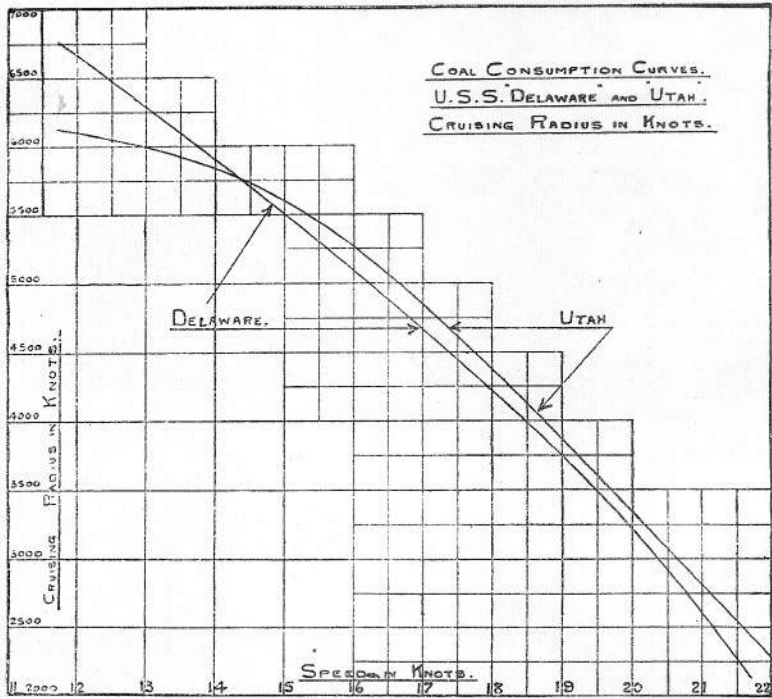 COAL CONSUMPTION CURVES.
U.S.S. "DELAWARE" AND "UTAH".
CRUISING RADIUS IN KNOTS.
7000
6500
6000
5500
5000
4500
4000
3500
3000
2500
2000
CRUISING RADIUS IN KNOTS.
DELAWARE.
UTAH
SPEED IN KNOTS.
11 12 13 14 15 16 17 18 19 20 21 22